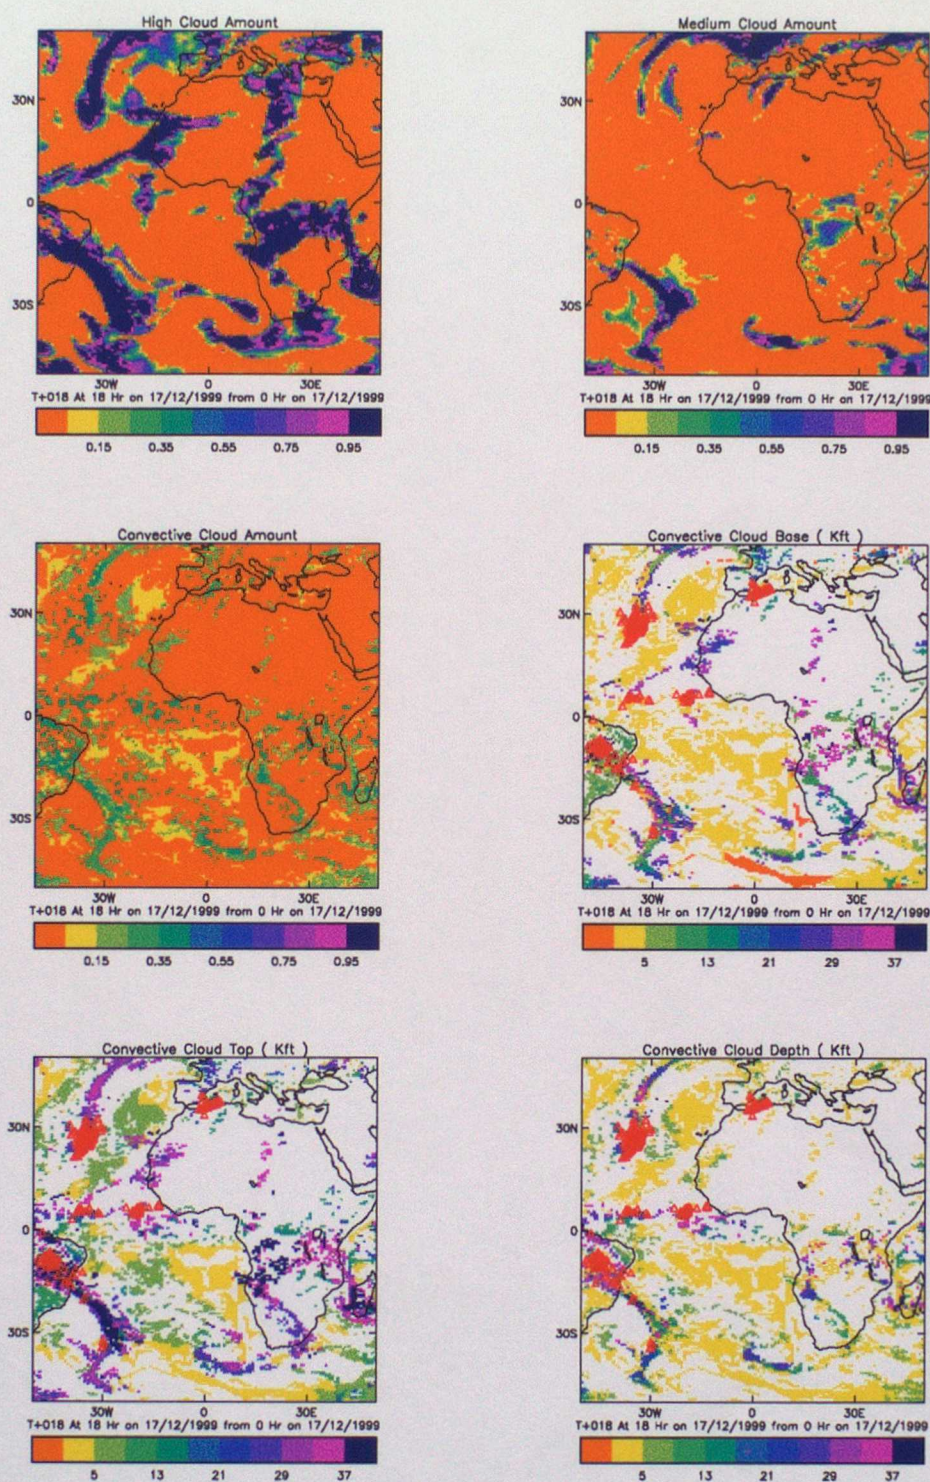 High Cloud Amount
Medium Cloud Amount
30N
0
30S
30W
0
30E
T+018 At 18 Hr on 17/12/1999 from 0 Hr on 17/12/1999
0.15 0.35 0.55 0.75 0.95
30N
0
30S
30W
0
30E
T+018 At 18 Hr on 17/12/1999 from 0 Hr on 17/12/1999
0.15 0.35 0.55 0.75 0.95
Convective Cloud Amount
Convective Cloud Base ( Kft )
30N
0
30S
30W
0
30E
T+018 At 18 Hr on 17/12/1999 from 0 Hr on 17/12/1999
0.15 0.35 0.55 0.75 0.95
30N
0
30S
30W
0
30E
T+018 At 18 Hr on 17/12/1999 from 0 Hr on 17/12/1999
5 13 21 29 37
Convective Cloud Top ( Kft )
Convective Cloud Depth ( Kft )
30N
0
30S
30W
0
30E
T+018 At 18 Hr on 17/12/1999 from 0 Hr on 17/12/1999
5 13 21 29 37
30N
0
30S
30W
0
30E
T+018 At 18 Hr on 17/12/1999 from 0 Hr on 17/12/1999
5 13 21 29 37